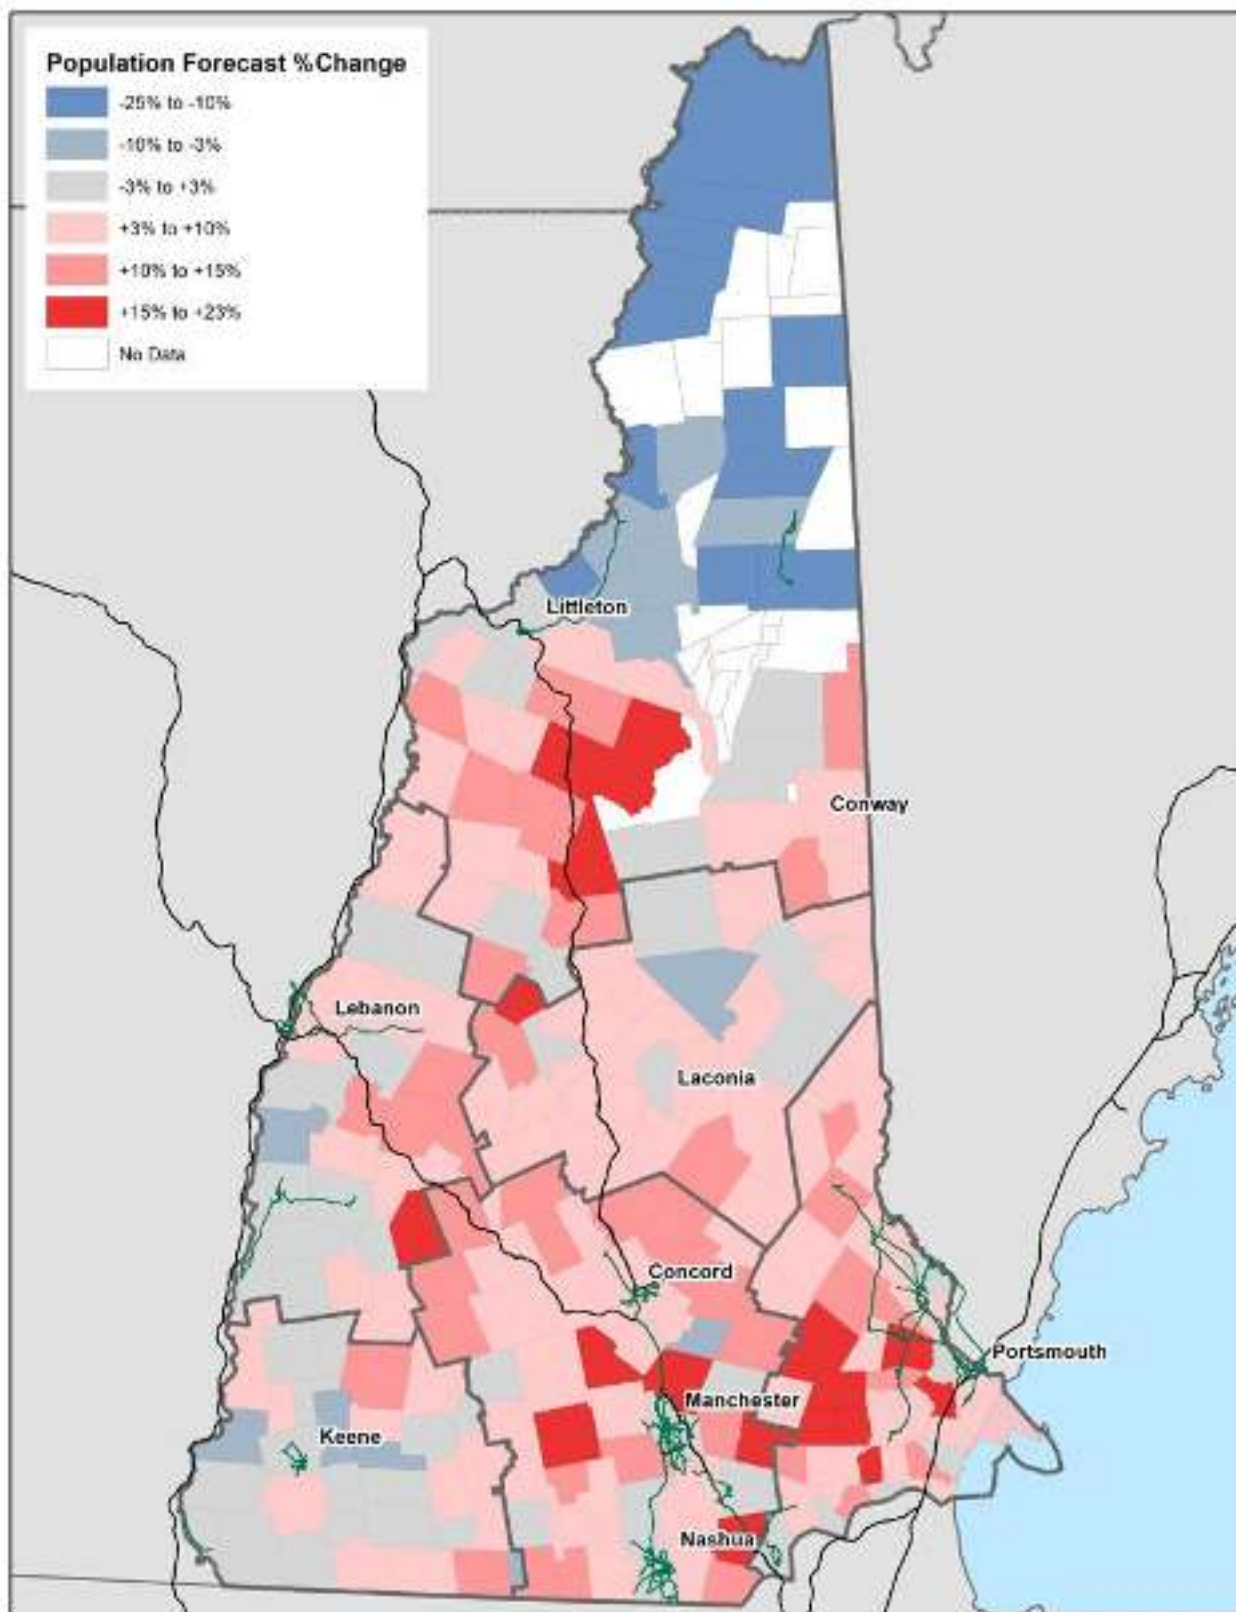 Population Forecast %Change
-25% to -10%
-10% to -3%
-3% to +3%
+3% to +10%
+10% to +15%
+15% to +23%
No Data
Littleton
Conway
Lebanon
Laconia
Concord
Portsmouth
Manchester
Keene
Nashua